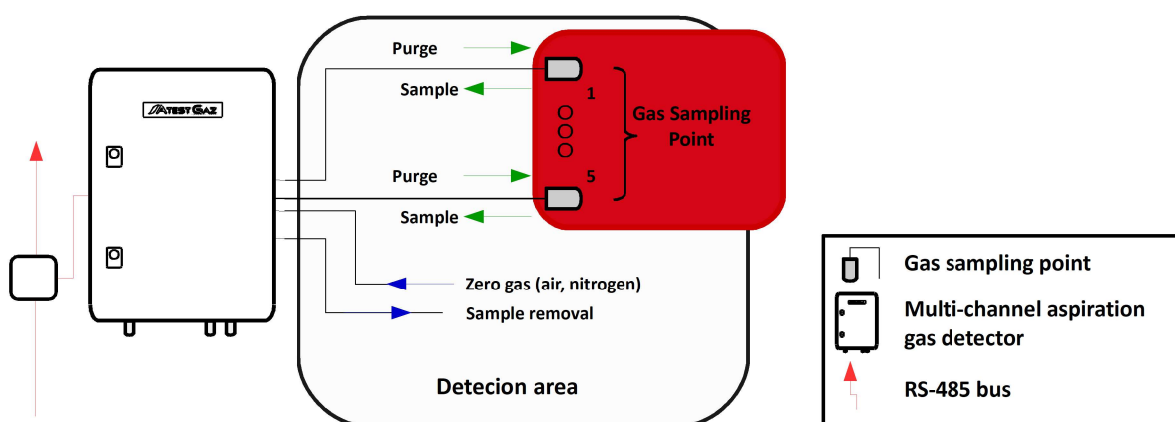 Purge
Sample
1
Gas Sampling
Point
ATEST GAZ
Purge
5
Sample
Zero gas (air, nitrogen)
Sample removal
Detecion area
Gas sampling point
Multi-channel aspiration
gas detector
RS-485 bus